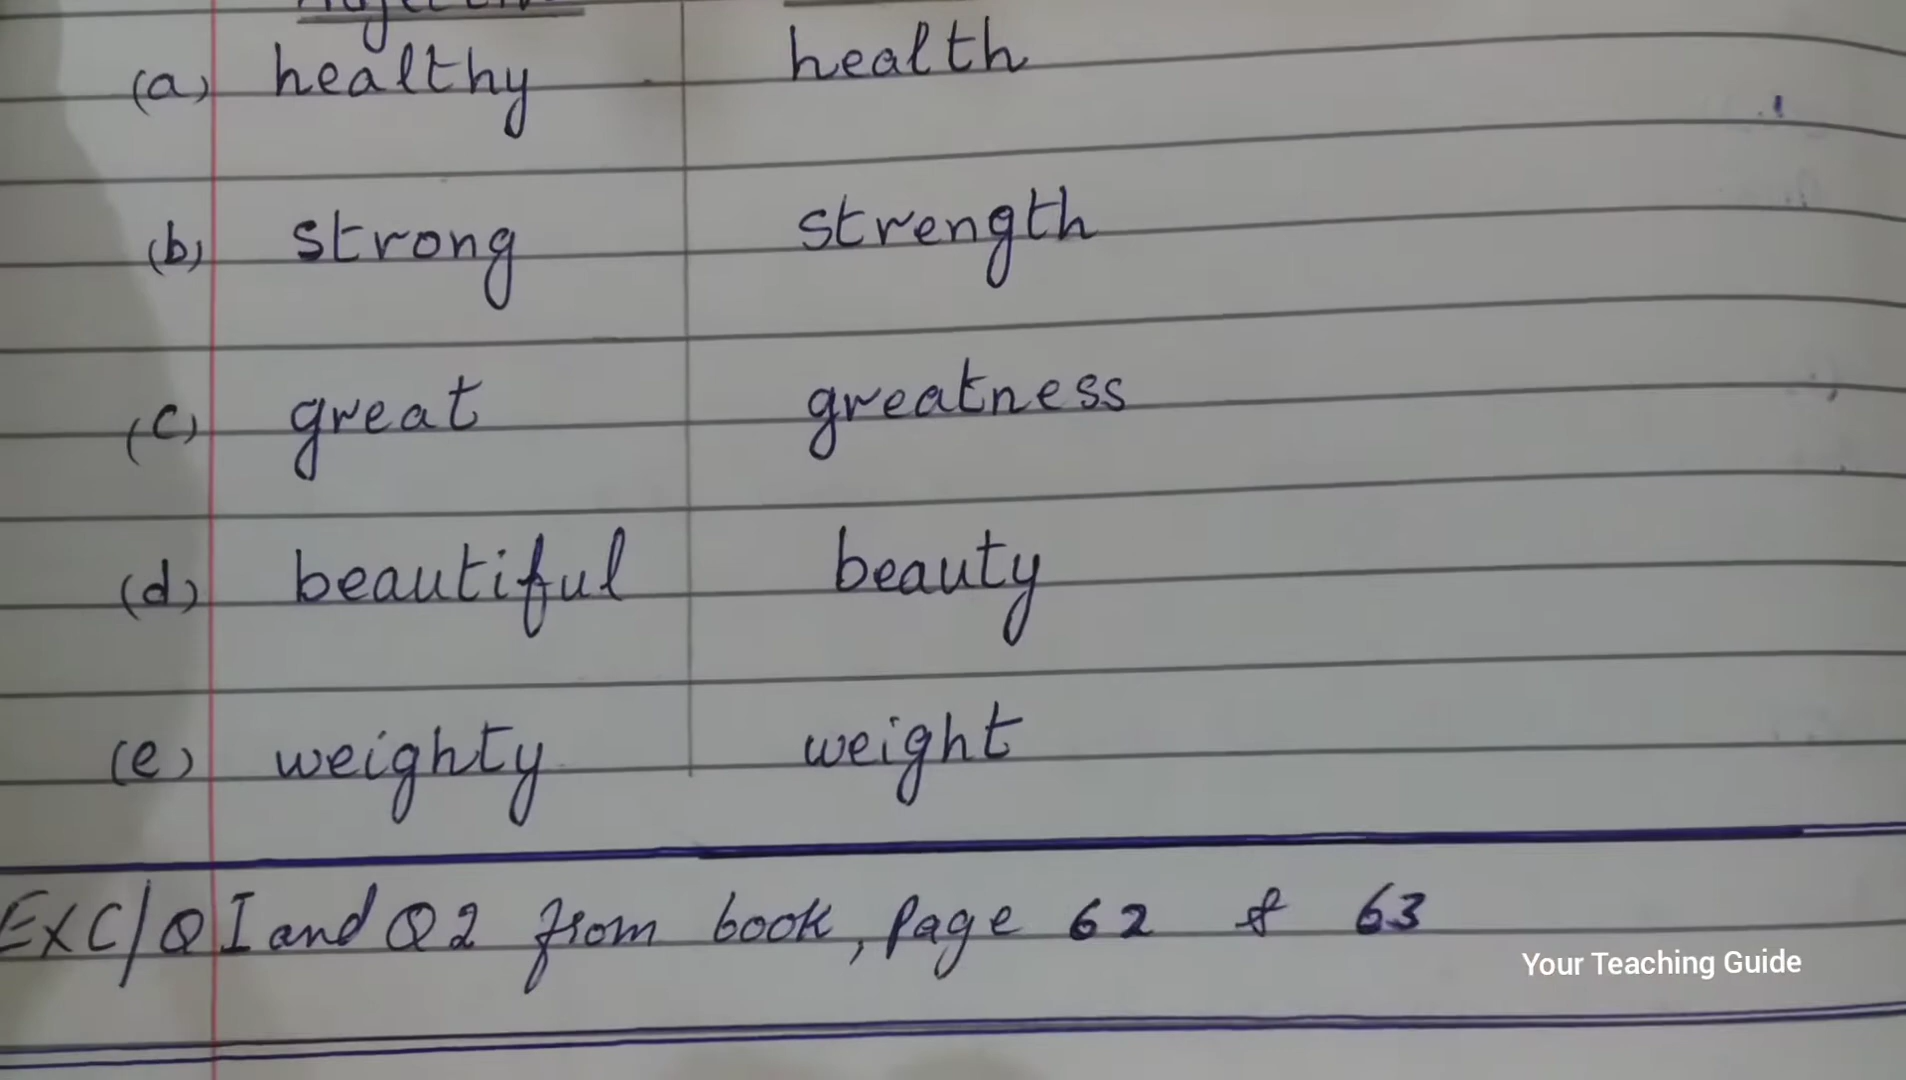 Adjective
(a) healthy health
(b) strong strength
(c) great greatness
(d) beautiful beauty
(e) weighty weight
EXC/Q I and Q2 from book, Page 62 & 63
Your Teaching Guide